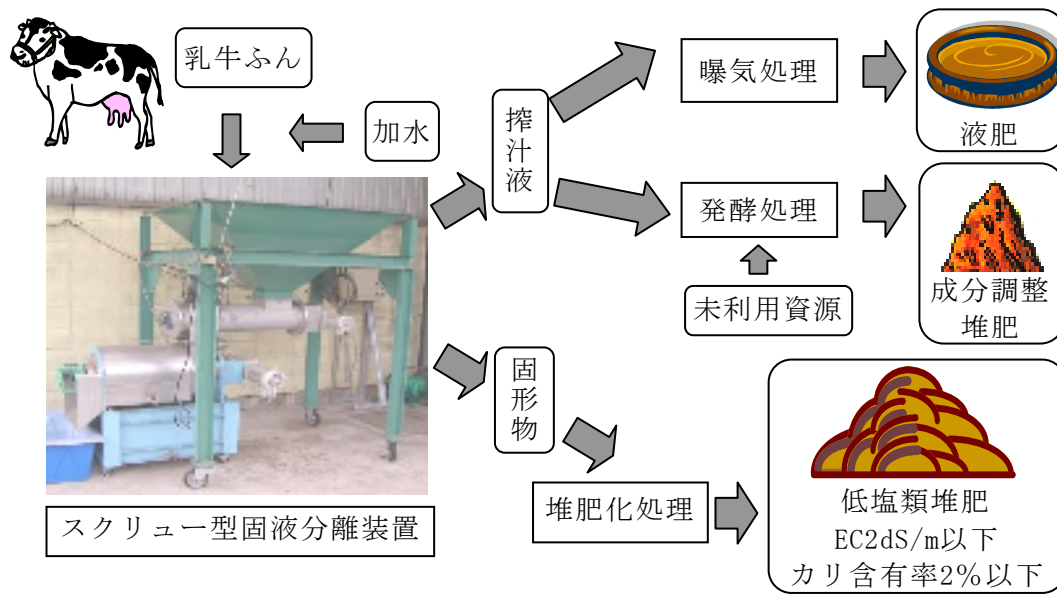 乳牛ふん
加水
スクリュー型固液分離装置
搾汁液
曝気処理
液肥
発酵処理
未利用資源
成分調整
堆肥
固形物
堆肥化処理
低塩類堆肥
EC2dS/m以下
カリ含有率2%以下